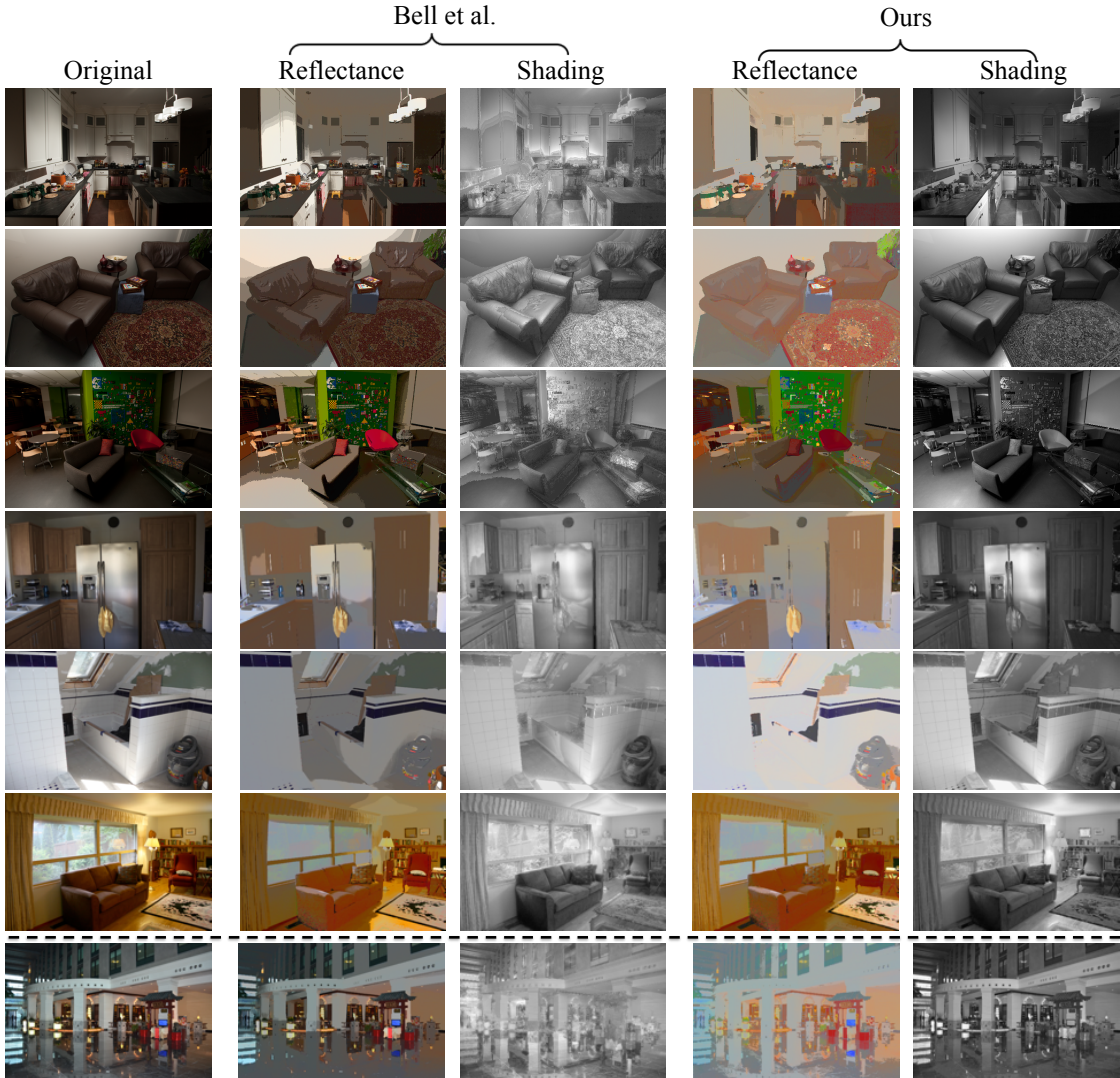 Bell et al.
Ours
Original
Reflectance
Shading
Reflectance
Shading